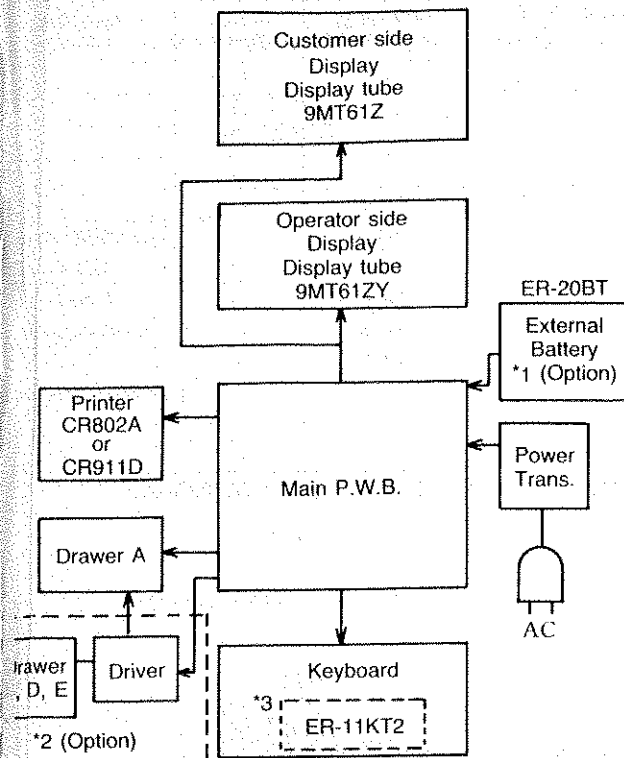 Customer side
Display
Display tube
9MT61Z
Operator side
Display
Display tube
9MT61ZY
ER-20BT
External
Battery
*1 (Option)
Printer
CR802A
or
CR911D
Main P.W.B.
Power
Trans.
Drawer A
AC
rawer
, D, E
Driver
*2 (Option)
Keyboard
*3
ER-11KT2